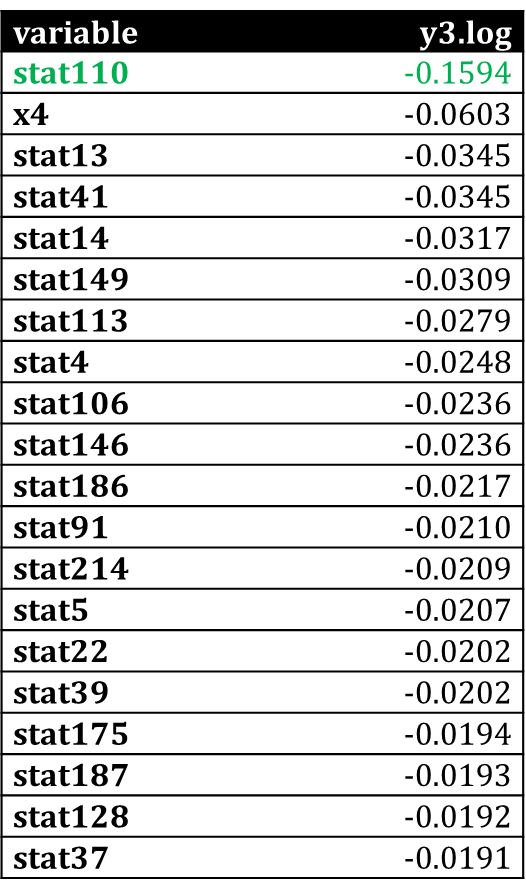 variable y3.log
stat110 -0.1594
x4 -0.0603
stat13 -0.0345
stat41 -0.0345
stat14 -0.0317
stat149 -0.0309
stat113 -0.0279
stat4 -0.0248
stat106 -0.0236
stat146 -0.0236
stat186 -0.0217
stat91 -0.0210
stat214 -0.0209
stat5 -0.0207
stat22 -0.0202
stat39 -0.0202
stat175 -0.0194
stat187 -0.0193
stat128 -0.0192
stat37 -0.0191